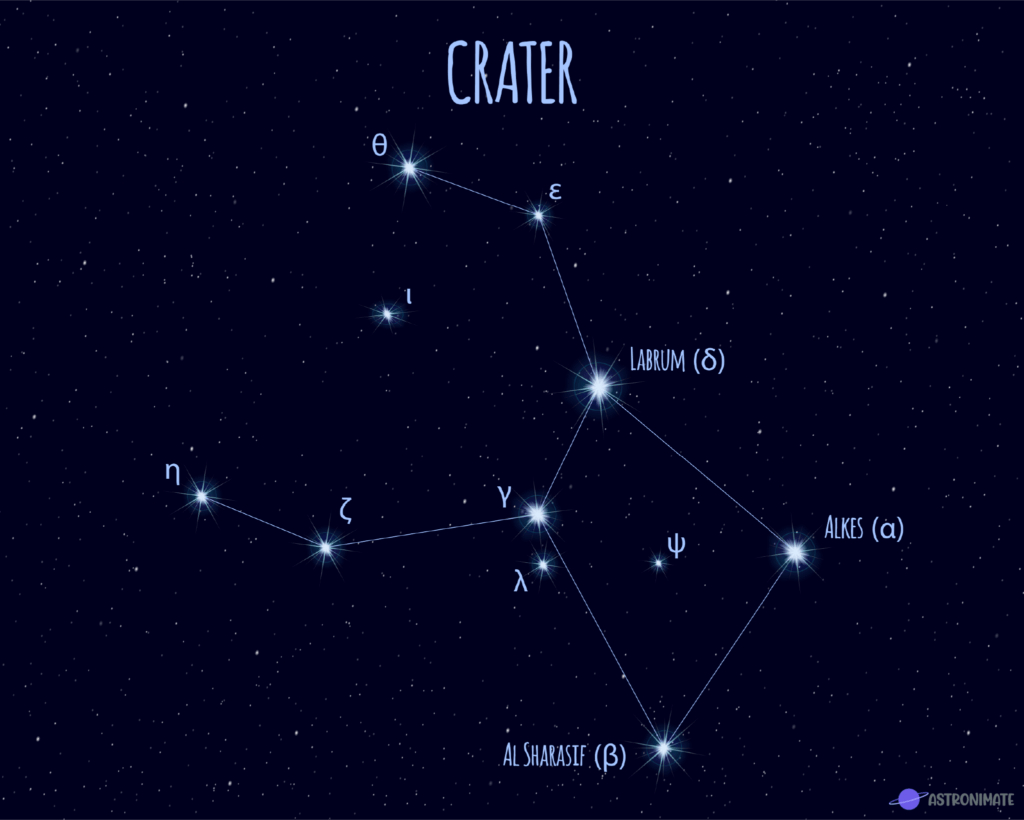 CRATER
θ
ε
ι
LABRUM (δ)
η
ζ
γ
ALKES (α)
ψ
λ
AL SHARASIF (β)
ASTRONIMATE